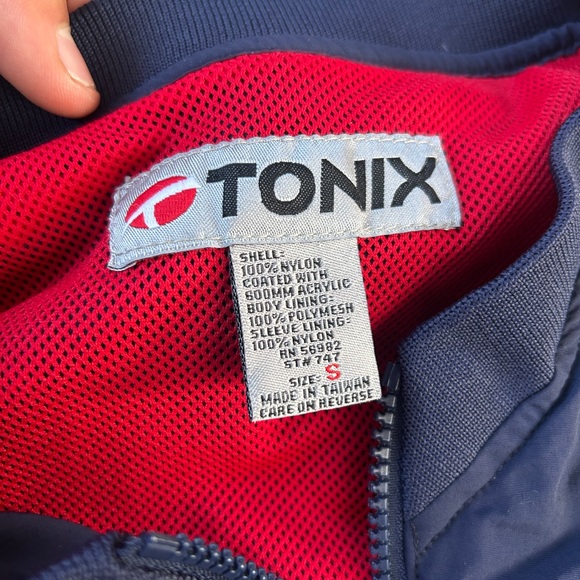 TONIX
SHELL:
100% NYLON
COATED WITH
600MM ACRYLIC
BODY LINING:
100% POLYMESH
SLEEVE LINING:
100% NYLON
RN 56982
ST# 747
SIZE: S
MADE IN TAIWAN
CARE ON REVERSE